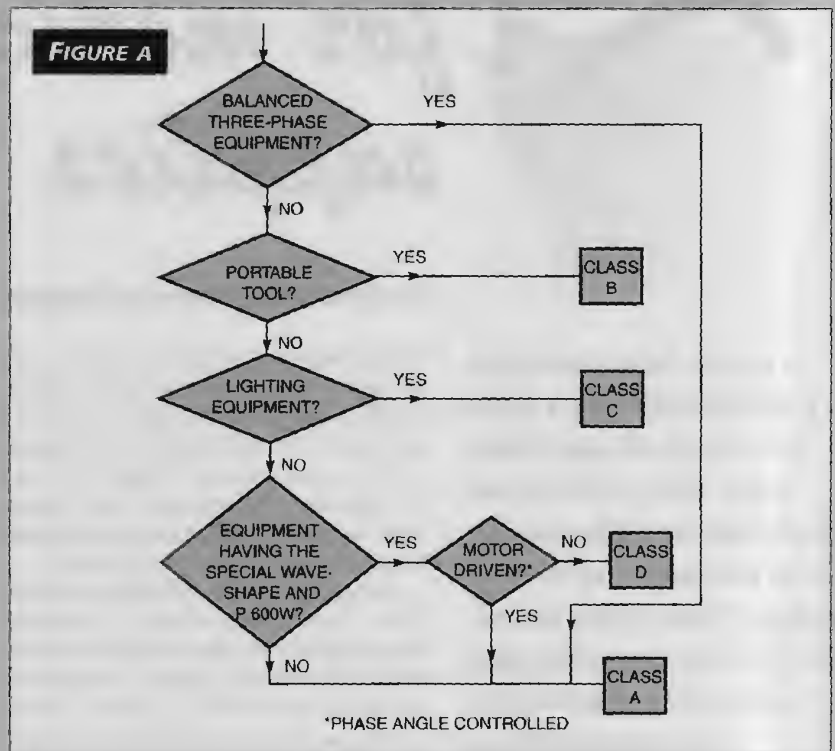 FIGURE A
BALANCED
THREE-PHASE
EQUIPMENT?
YES
NO
PORTABLE
TOOL?
YES
CLASS
B
NO
LIGHTING
EQUIPMENT?
YES
CLASS
C
NO
EQUIPMENT
HAVING THE
SPECIAL WAVE-
SHAPE AND
P 600W?
YES
MOTOR
DRIVEN?*
NO
CLASS
D
YES
NO
CLASS
A
*PHASE ANGLE CONTROLLED